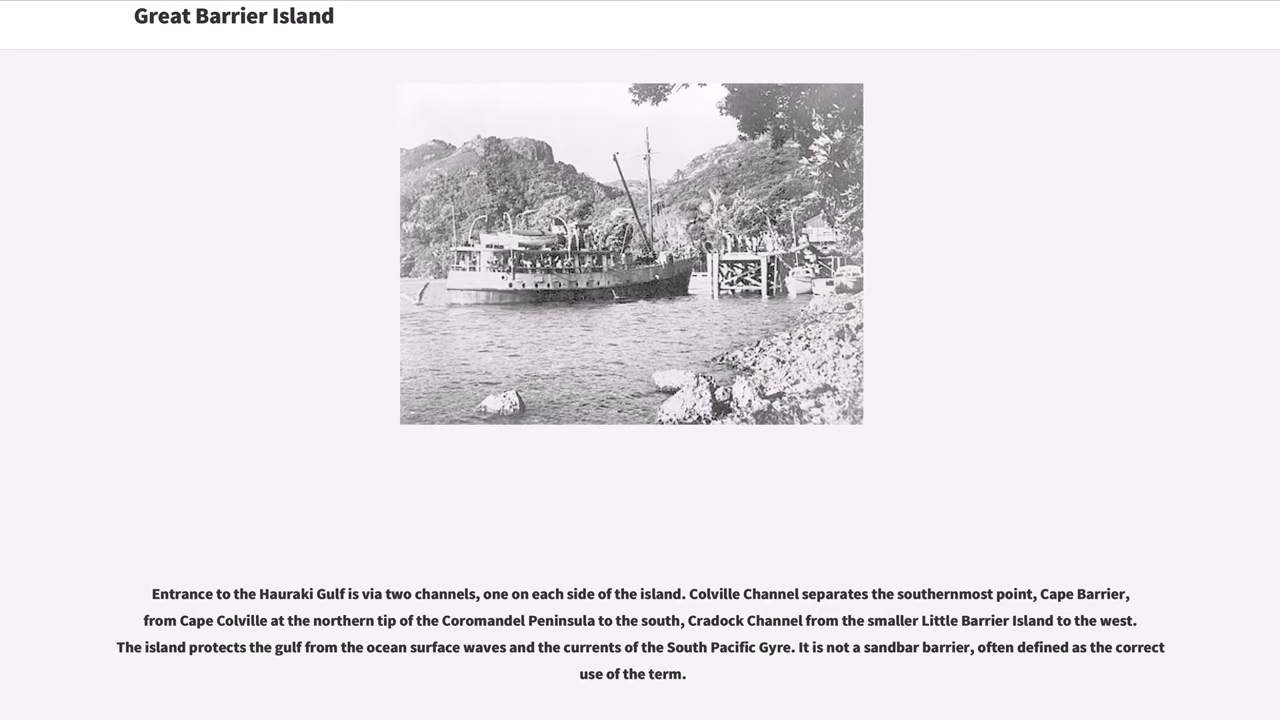 Great Barrier Island
Entrance to the Hauraki Gulf is via two channels, one on each side of the island. Colville Channel separates the southernmost point, Cape Barrier,
from Cape Colville at the northern tip of the Coromandel Peninsula to the south, Cradock Channel from the smaller Little Barrier Island to the west.
The island protects the gulf from the ocean surface waves and the currents of the South Pacific Gyre. It is not a sandbar barrier, often defined as the correct
use of the term.